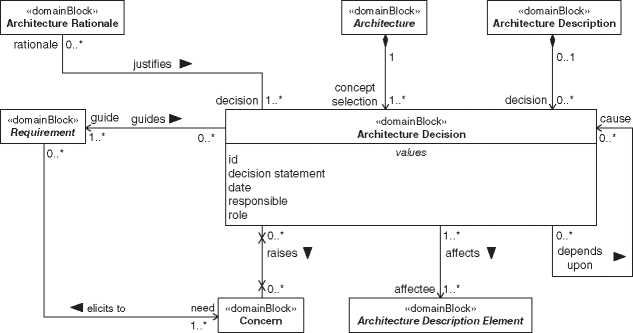 «domainBlock»
Architecture Rationale
«domainBlock»
Architecture
«domainBlock»
Architecture Description
rationale
0..*
justifies
decision
1..*
1
concept
selection
1..*
0..1
decision
0..*
«domainBlock»
Requirement
guide
1..*
guides
0..*
0..*
«domainBlock»
Architecture Decision
values
id
decision statement
date
responsible
role
cause
0..*
0..*
raises
0..*
1..*
affects
affectee
1..*
0..*
depends
upon
elicits to
need
1..*
«domainBlock»
Concern
«domainBlock»
Architecture Description Element